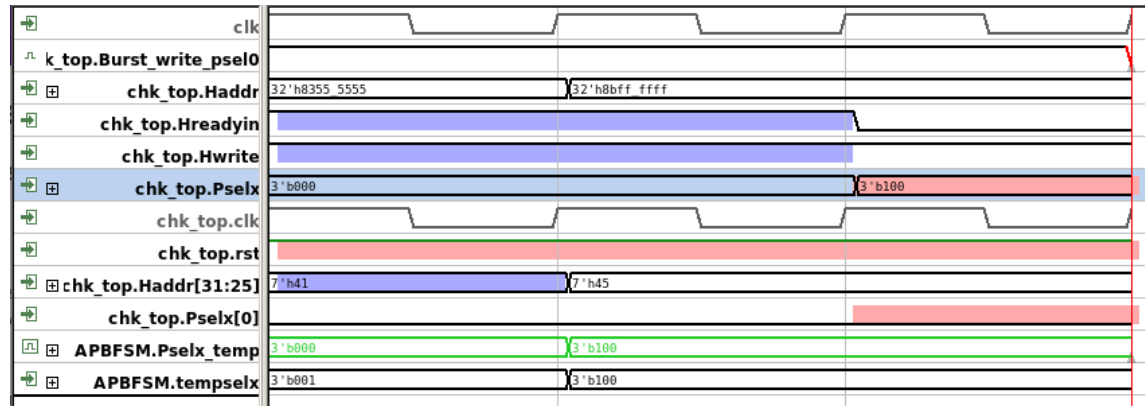 clk
k_top.Burst_write_psel0
chk_top.Haddr 32'h8355_5555 32'h8bff_ffff
chk_top.Hreadyin
chk_top.Hwrite
chk_top.Pselx 3'b000 3'b100
chk_top.clk
chk_top.rst
chk_top.Haddr[31:25] 7'h41 7'h45
chk_top.Pselx[0]
APBFSM.Pselx_temp 3'b000 3'b100
APBFSM.tempselx 3'b001 3'b100